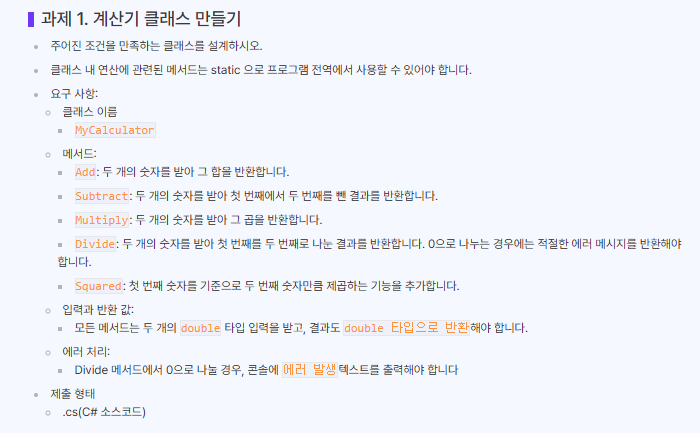 과제 1. 계산기 클래스 만들기
주어진 조건을 만족하는 클래스를 설계하시오.
클래스 내 연산에 관련된 메서드는 static 으로 프로그램 전역에서 사용할 수 있어야 합니다.
요구 사항:
클래스 이름
MyCalculator
메서드:
Add: 두 개의 숫자를 받아 그 합을 반환합니다.
Subtract: 두 개의 숫자를 받아 첫 번째에서 두 번째를 뺀 결과를 반환합니다.
Multiply: 두 개의 숫자를 받아 그 곱을 반환합니다.
Divide: 두 개의 숫자를 받아 첫 번째를 두 번째로 나눈 결과를 반환합니다. 0으로 나누는 경우에는 적절한 에러 메시지를 반환해야
합니다.
Squared: 첫 번째 숫자를 기준으로 두 번째 숫자만큼 제곱하는 기능을 추가합니다.
입력과 반환 값:
모든 메서드는 두 개의 double 타입 입력을 받고, 결과도 double 타입으로 반환해야 합니다.
에러 처리:
Divide 메서드에서 0으로 나눌 경우, 콘솔에 에러 발생 텍스트를 출력해야 합니다
제출 형태
.cs(C# 소스코드)